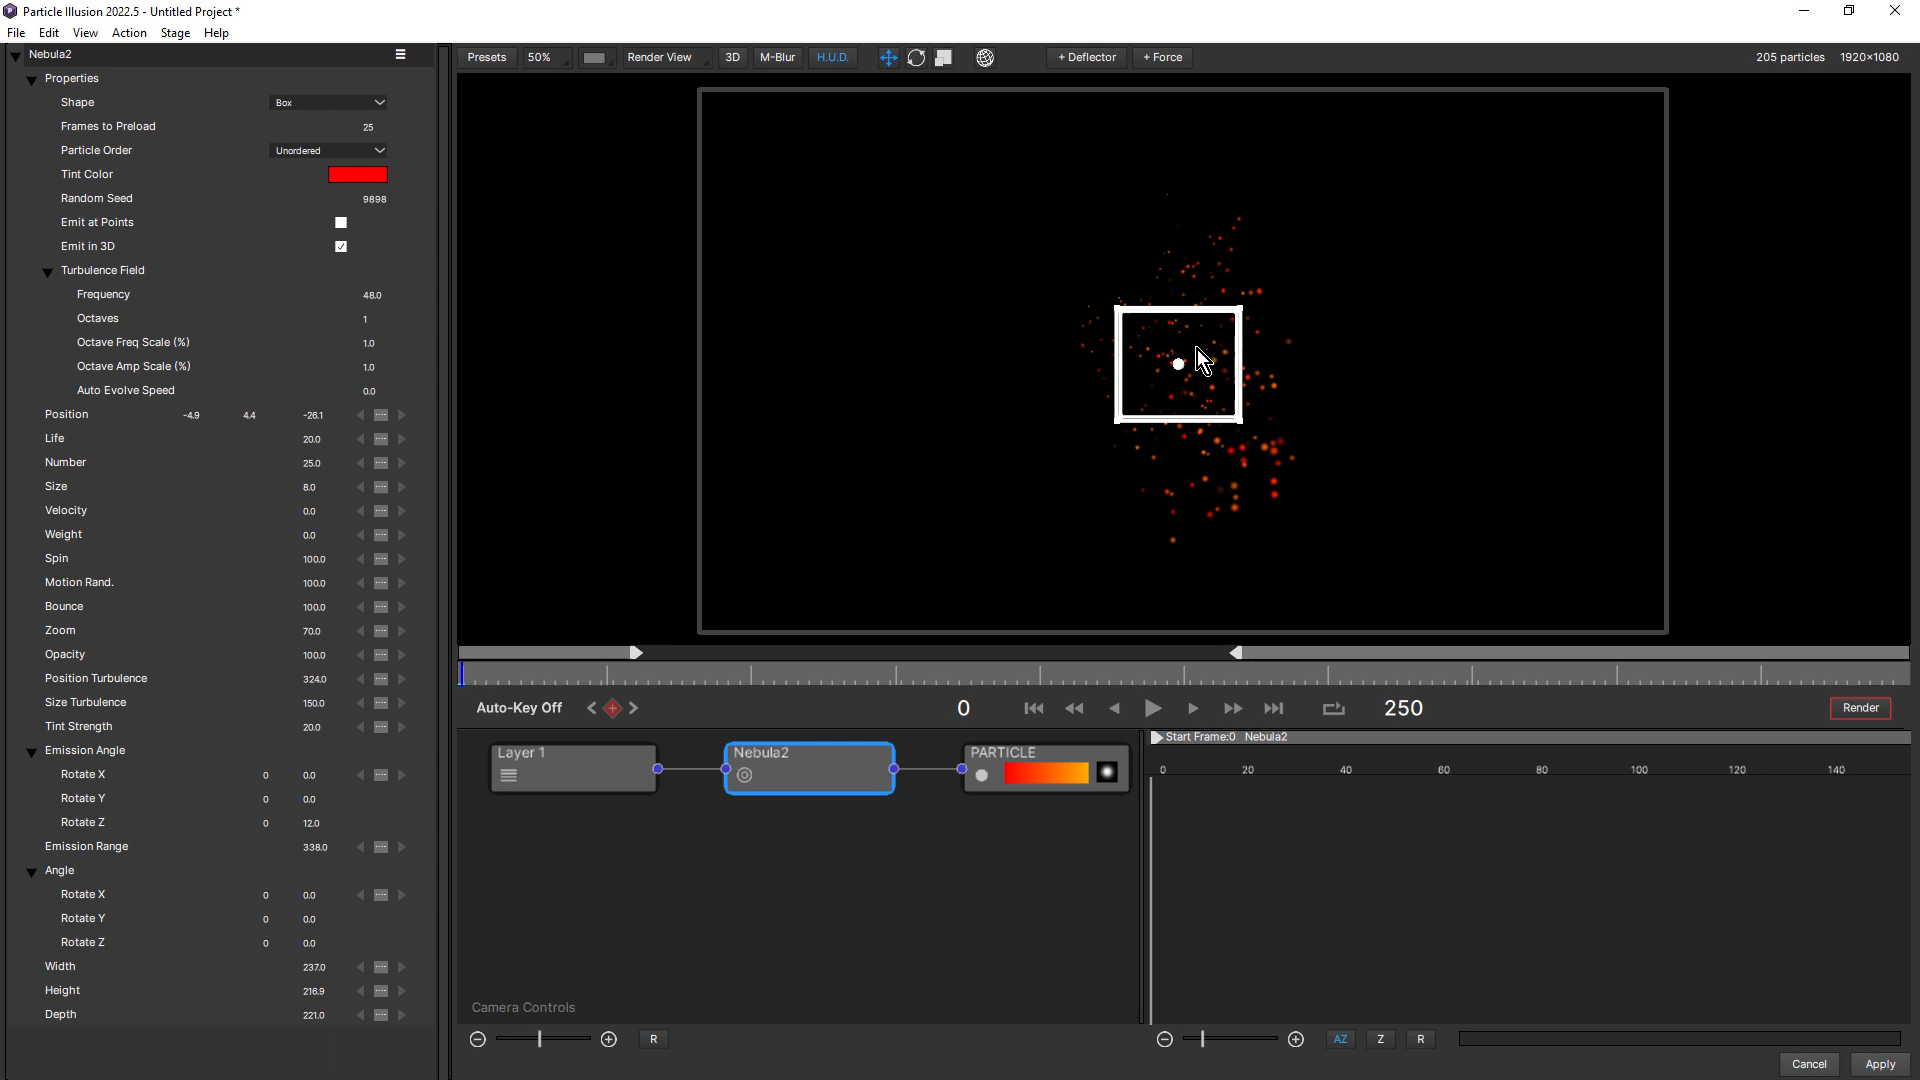 Particle Illusion 2022.5 - Untitled Project *
File Edit View Action Stage Help
Nebula2
Properties
Shape Box
Frames to Preload 25
Particle Order Unordered
Tint Color
Random Seed 9898
Emit at Points
Emit in 3D
Turbulence Field
Frequency 48.0
Octaves 1
Octave Freq Scale (%) 1.0
Octave Amp Scale (%) 1.0
Auto Evolve Speed 0.0
Position -4.9 4.4 -26.1
Life 20.0
Number 25.0
Size 8.0
Velocity 0.0
Weight 0.0
Spin 100.0
Motion Rand. 100.0
Bounce 100.0
Zoom 70.0
Opacity 100.0
Position Turbulence 324.0
Size Turbulence 150.0
Tint Strength 20.0
Emission Angle
Rotate X 0 0.0
Rotate Y 0 0.0
Rotate Z 0 12.0
Emission Range 338.0
Angle
Rotate X 0 0.0
Rotate Y 0 0.0
Rotate Z 0 0.0
Width 237.0
Height 216.9
Depth 221.0
Presets 50% Render View 3D M-Blur H.U.D. + Deflector + Force 205 particles 1920×1080
Auto-Key Off 0 250 Render
Layer 1 Nebula2 PARTICLE
Camera Controls
R
Start Frame:0 Nebula2
0 20 40 60 80 100 120 140
AZ Z R
Cancel Apply